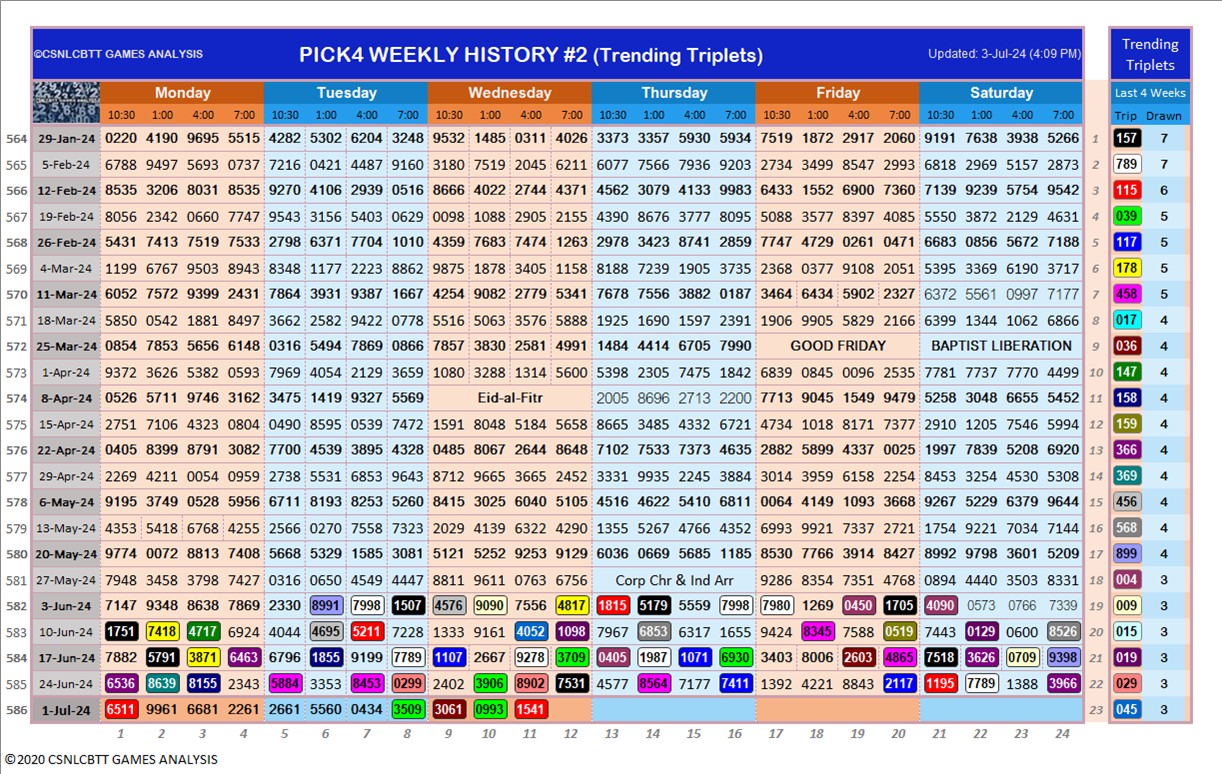 ©CSNLCBTT GAMES ANALYSIS PICK4 WEEKLY HISTORY #2 (Trending Triplets) Updated: 3-Jul-24 (4:09 PM) Trending Triplets
Monday Tuesday Wednesday Thursday Friday Saturday Last 4 Weeks
10:30 1:00 4:00 7:00 10:30 1:00 4:00 7:00 10:30 1:00 4:00 7:00 10:30 1:00 4:00 7:00 10:30 1:00 4:00 7:00 10:30 1:00 4:00 7:00 Trip Drawn
564 29-Jan-24 0220 4190 9695 5515 4282 5302 6204 3248 9532 1485 0311 4026 3373 3357 5930 5934 7519 1872 2917 2060 9191 7638 3938 5266 1 157 7
565 5-Feb-24 6788 9497 5693 0737 7216 0421 4487 9160 3180 7519 2045 6211 6077 7566 7936 9203 2734 3499 8547 2993 6818 2969 5157 2873 2 789 7
566 12-Feb-24 8535 3206 8031 8535 9270 4106 2939 0516 8666 4022 2744 4371 4562 3079 4133 9983 6433 1552 6900 7360 7139 9239 5754 9542 3 115 6
567 19-Feb-24 8056 2342 0660 7747 9543 3156 5403 0629 0098 1088 2905 2155 4390 8676 3777 8095 5088 3577 8397 4085 5550 3872 2129 4631 4 039 5
568 26-Feb-24 5431 7413 7519 7533 2798 6371 7704 1010 4359 7683 7474 1263 2978 3423 8741 2859 7747 4729 0261 0471 6683 0856 5672 7188 5 117 5
569 4-Mar-24 1199 6767 9503 8943 8348 1177 2223 8862 9875 1878 3405 1158 8188 7239 1905 3735 2368 0377 9108 2051 5395 3369 6190 3717 6 178 5
570 11-Mar-24 6052 7572 9399 2431 7864 3931 9387 1667 4254 9082 2779 5341 7678 7556 3882 0187 3464 6434 5902 2327 6372 5561 0997 7177 7 458 5
571 18-Mar-24 5850 0542 1881 8497 3662 2582 9422 0778 5516 5063 3576 5888 1925 1690 1597 2391 1906 9905 5829 2166 6399 1344 1062 6866 8 017 4
572 25-Mar-24 0854 7853 5656 6148 0316 5494 7869 0866 7857 3830 2581 4991 1484 4414 6705 7990 GOOD FRIDAY BAPTIST LIBERATION 9 036 4
573 1-Apr-24 9372 3626 5382 0593 7969 4054 2129 3659 1080 3288 1314 5600 5398 2305 7475 1842 6839 0845 0096 2535 7781 7737 7770 4499 10 147 4
574 8-Apr-24 0526 5711 9746 3162 3475 1419 9327 5569 Eid-al-Fitr 2005 8696 2713 2200 7713 9045 1549 9479 5258 3048 6655 5452 11 158 4
575 15-Apr-24 2751 7106 4323 0804 0490 8595 0539 7472 1591 8048 5184 5658 8665 3485 4332 6721 4734 1018 8171 7377 2910 1205 7546 5994 12 159 4
576 22-Apr-24 0405 8399 8791 3082 7700 4539 3895 4320 0485 8067 2644 8648 7102 7533 7373 4635 2882 5899 4337 0025 1997 7839 5208 6920 13 366 4
577 29-Apr-24 2269 4211 0054 0959 2738 5531 6853 9643 3712 9665 3665 2452 3331 9935 2245 3884 3014 3959 6158 2254 8453 3254 4530 5308 14 369 4
578 6-May-24 9195 3749 0528 5956 6711 8193 8253 5260 8415 3025 6040 5105 4516 4622 5410 6811 0064 4149 1093 3668 9267 5229 6379 9644 15 456 4
579 13-May-24 4353 5418 6768 4255 2566 0270 7558 7323 2029 4139 6322 4290 1355 5267 4766 4352 6993 9921 7337 2721 1754 9221 7034 7144 16 568 4
580 20-May-24 9774 0072 8813 7408 5668 5329 1585 3081 5121 5252 9253 9129 6036 0669 5685 1185 8530 7766 3914 8427 8992 9798 3601 5209 17 899 4
581 27-May-24 7948 3458 3798 7427 0316 0650 4549 4447 8811 9611 0763 6756 Corp Chr & Ind Arr 9286 8354 7351 4768 0894 4440 3503 8331 18 004 3
582 3-Jun-24 7147 9348 8638 7869 2330 8991 7998 1507 4576 9090 7556 4817 1815 5179 5559 7998 7980 1269 0450 1705 4090 0573 0766 7339 19 009 3
583 10-Jun-24 1751 7418 4717 6924 4044 4695 5211 7228 1333 9161 4052 1098 7967 6853 6317 1655 9424 8345 7588 0519 7443 0129 0600 8526 20 015 3
584 17-Jun-24 7882 5791 3871 6463 6796 1855 9199 7789 1107 2667 9278 3709 0405 1987 1071 6930 3403 8006 2603 4865 7518 3626 0709 9398 21 019 3
585 24-Jun-24 6536 8639 8155 2343 5884 3353 8453 0299 2402 3906 8902 7531 4577 8564 7177 7411 1392 4221 8843 2117 1195 7789 1388 3966 22 029 3
586 1-Jul-24 6511 9961 6681 2261 2661 5560 0434 3509 3061 0993 1541 23 045 3
1 2 3 4 5 6 7 8 9 10 11 12 13 14 15 16 17 18 19 20 21 22 23 24
©2020 CSNLCBTT GAMES ANALYSIS